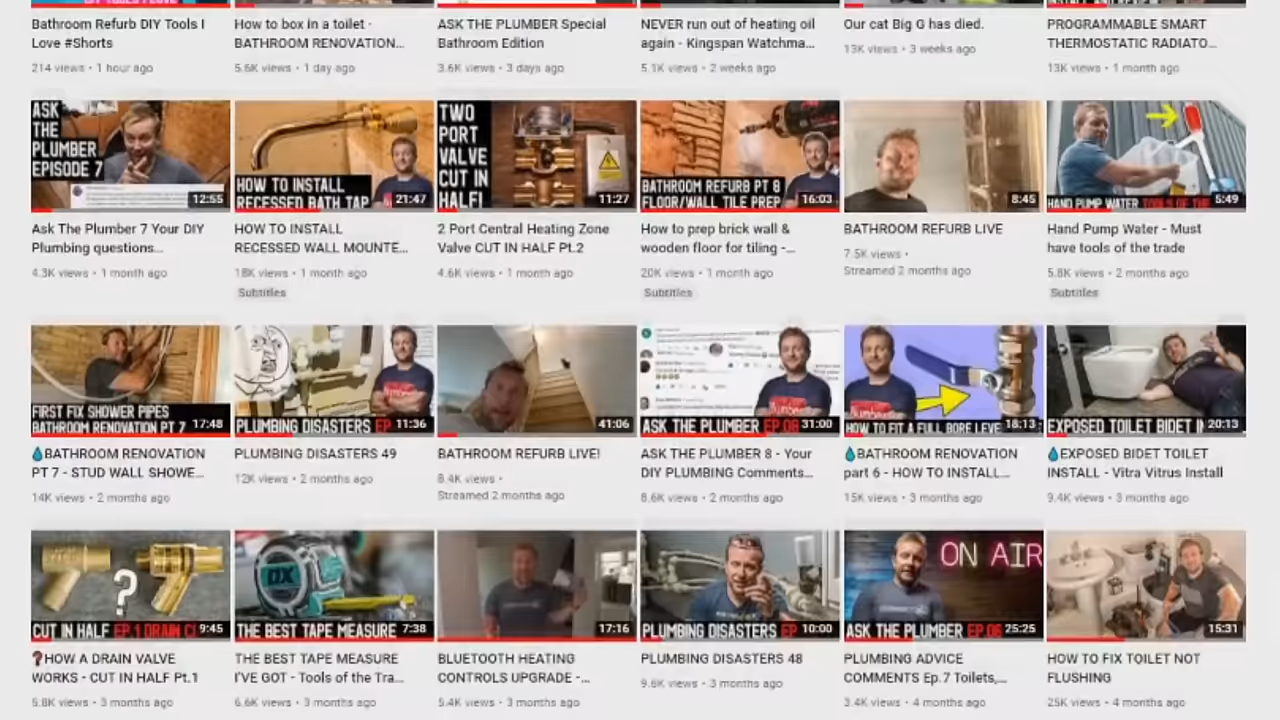 Bathroom Refurb DIY Tools I
Love #Shorts
214 views • 1 hour ago
How to box in a toilet ·
BATHROOM RENOVATION...
5.6K views • 1 day ago
ASK THE PLUMBER Special
Bathroom Edition
3.6K views • 3 days ago
NEVER run out of heating oil
again - Kingspan Watchma...
5.1K views • 2 weeks ago
Our cat Big G has died.
13K views • 3 weeks ago
PROGRAMMABLE SMART
THERMOSTATIC RADIATO...
13K views • 1 month ago
ASK
THE
PLUMBER
EPISODE 7
12:55
HOW TO INSTALL
RECESSED BATH TAP
21:47
TWO
PORT
VALVE
CUT IN
HALF!
11:27
BATHROOM REFURB PT 8
FLOOR/WALL TILE PREP
16:03
8:45
HAND PUMP WATER TOOLS OF THE
5:49
Ask The Plumber 7 Your DIY
Plumbing questions...
4.3K views • 1 month ago
HOW TO INSTALL
RECESSED WALL MOUNTE...
18K views • 1 month ago
Subtitles
2 Port Central Heating Zone
Valve CUT IN HALF Pt.2
4.6K views • 1 month ago
How to prep brick wall &
wooden floor for tiling -...
20K views • 1 month ago
Subtitles
BATHROOM REFURB LIVE
7.5K views •
Streamed 2 months ago
Hand Pump Water - Must
have tools of the trade
5.8K views • 2 months ago
Subtitles
FIRST FIX SHOWER PIPES
BATHROOM RENOVATION PT 7
17:48
PLUMBING DISASTERS EP
11:36
41:06
ASK THE PLUMBER EP 08
31:00
HOW TO FIT A FULL BORE LEVE
16:13
EXPOSED TOILET BIDET IN
20:13
💧BATHROOM RENOVATION
PT 7 - STUD WALL SHOWE...
14K views • 2 months ago
PLUMBING DISASTERS 49
12K views • 2 months ago
BATHROOM REFURB LIVE!
8.4K views •
Streamed 2 months ago
ASK THE PLUMBER 8 - Your
DIY PLUMBING Comments...
8.6K views • 2 months ago
💧BATHROOM RENOVATION
part 6 - HOW TO INSTALL...
15K views • 3 months ago
💧EXPOSED BIDET TOILET
INSTALL - Vitra Vitrus Install
9.4K views • 3 months ago
?
CUT IN HALF EP 1 DRAIN
9:45
OX
THE BEST TAPE MEASURE
7:38
17:16
PLUMBING DISASTERS EP
10:00
ON AIR
ASK THE PLUMBER EP 06
25:25
15:31
❓HOW A DRAIN VALVE
WORKS - CUT IN HALF Pt.1
5.8K views • 3 months ago
THE BEST TAPE MEASURE
I'VE GOT - Tools of the Tra...
6.6K views • 3 months ago
BLUETOOTH HEATING
CONTROLS UPGRADE -...
5.4K views • 3 months ago
PLUMBING DISASTERS 48
9.6K views • 3 months ago
PLUMBING ADVICE
COMMENTS Ep.7 Toilets,...
3.4K views • 4 months ago
HOW TO FIX TOILET NOT
FLUSHING
25K views • 4 months ago